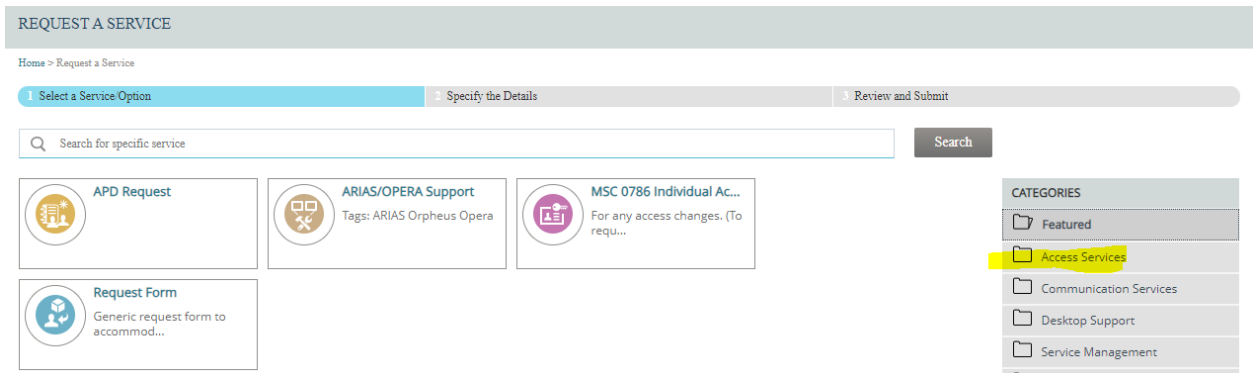 REQUEST A SERVICE
Home > Request a Service
1 Select a Service/Option
2 Specify the Details
3 Review and Submit
Search for specific service
Search
APD Request
ARIAS/OPERA Support
Tags: ARIAS Orpheus Opera
MSC 0786 Individual Ac...
For any access changes. (To
requ...
Request Form
Generic request form to
accommod...
CATEGORIES
Featured
Access Services
Communication Services
Desktop Support
Service Management